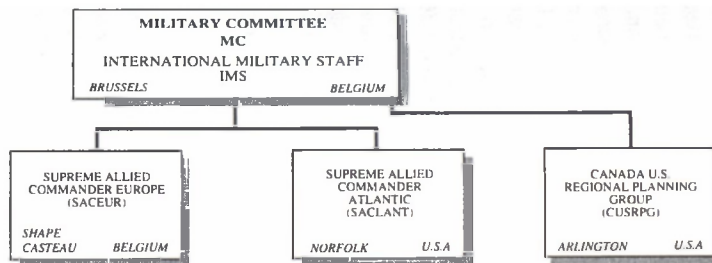 MILITARY COMMITTEE
MC
INTERNATIONAL MILITARY STAFF
IMS
BRUSSELS BELGIUM
SUPREME ALLIED
COMMANDER EUROPE
(SACEUR)
SHAPE
CASTEAU BELGIUM
SUPREME ALLIED
COMMANDER
ATLANTIC
(SACLANT)
NORFOLK U.S.A
CANADA U.S.
REGIONAL PLANNING
GROUP
(CUSRPG)
ARLINGTON U.S.A